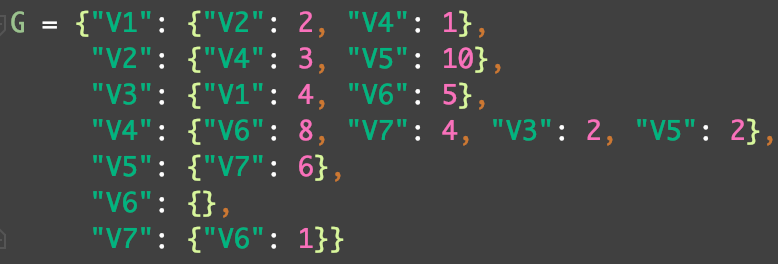 G = {"V1": {"V2": 2, "V4": 1},
"V2": {"V4": 3, "V5": 10},
"V3": {"V1": 4, "V6": 5},
"V4": {"V6": 8, "V7": 4, "V3": 2, "V5": 2},
"V5": {"V7": 6},
"V6": {},
"V7": {"V6": 1}}